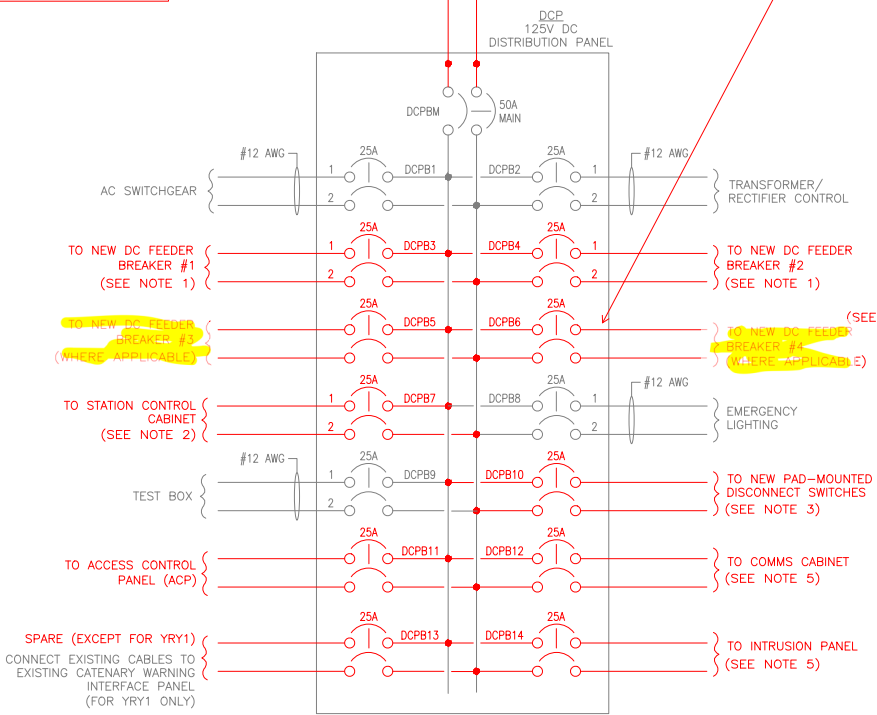 DCP
125V DC
DISTRIBUTION PANEL
DCPBM
50A
MAIN
#12 AWG
25A
25A
#12 AWG
1
DCPB1
DCPB2
1
AC SWITCHGEAR
2
2
TRANSFORMER/
RECTIFIER CONTROL
25A
25A
TO NEW DC FEEDER
BREAKER #1
(SEE NOTE 1)
1
DCPB3
DCPB4
1
2
2
TO NEW DC FEEDER
BREAKER #2
(SEE NOTE 1)
25A
25A
(SEE
TO NEW DC FEEDER
BREAKER #3
(WHERE APPLICABLE)
DCPB5
DCPB6
TO NEW DC FEEDER
BREAKER #4
(WHERE APPLICABLE)
25A
25A
#12 AWG
TO STATION CONTROL
CABINET
(SEE NOTE 2)
1
DCPB7
DCPB8
1
2
2
EMERGENCY
LIGHTING
#12 AWG
25A
25A
TEST BOX
1
DCPB9
DCPB10
2
TO NEW PAD-MOUNTED
DISCONNECT SWITCHES
(SEE NOTE 3)
25A
25A
TO ACCESS CONTROL
PANEL (ACP)
DCPB11
DCPB12
TO COMMS CABINET
(SEE NOTE 5)
25A
25A
SPARE (EXCEPT FOR YRY1)
CONNECT EXISTING CABLES TO
EXISTING CATENARY WARNING
INTERFACE PANEL
(FOR YRY1 ONLY)
DCPB13
DCPB14
TO INTRUSION PANEL
(SEE NOTE 5)